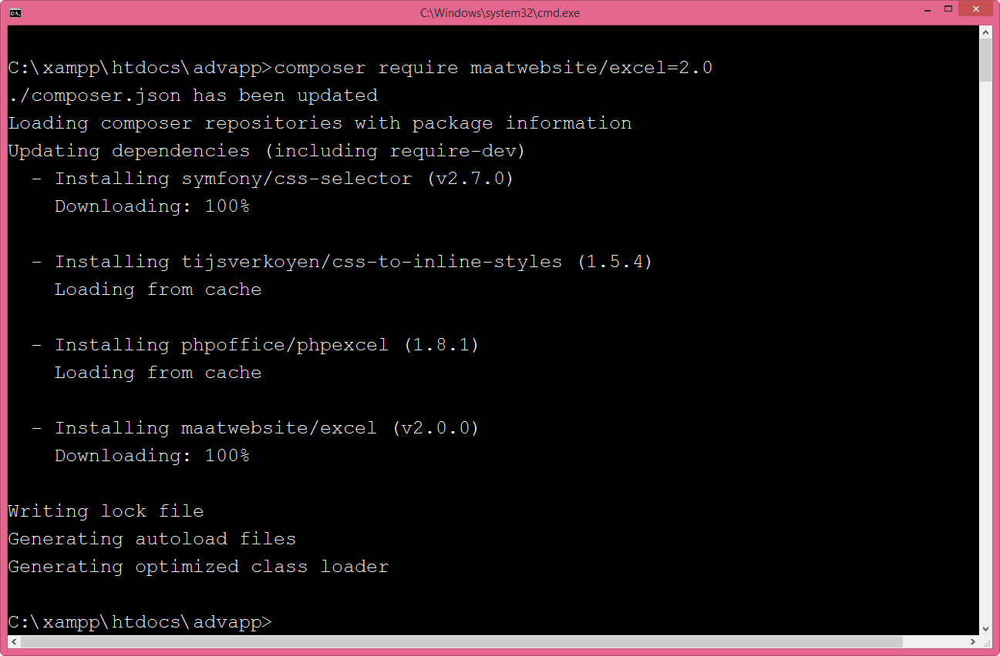 C:\Windows\system32\cmd.exe
C:\xampp\htdocs\advapp>composer require maatwebsite/excel=2.0
./composer.json has been updated
Loading composer repositories with package information
Updating dependencies (including require-dev)
  - Installing symfony/css-selector (v2.7.0)
    Downloading: 100%
  - Installing tijsverkoyen/css-to-inline-styles (1.5.4)
    Loading from cache
  - Installing phpoffice/phpexcel (1.8.1)
    Loading from cache
  - Installing maatwebsite/excel (v2.0.0)
    Downloading: 100%
Writing lock file
Generating autoload files
Generating optimized class loader
C:\xampp\htdocs\advapp>